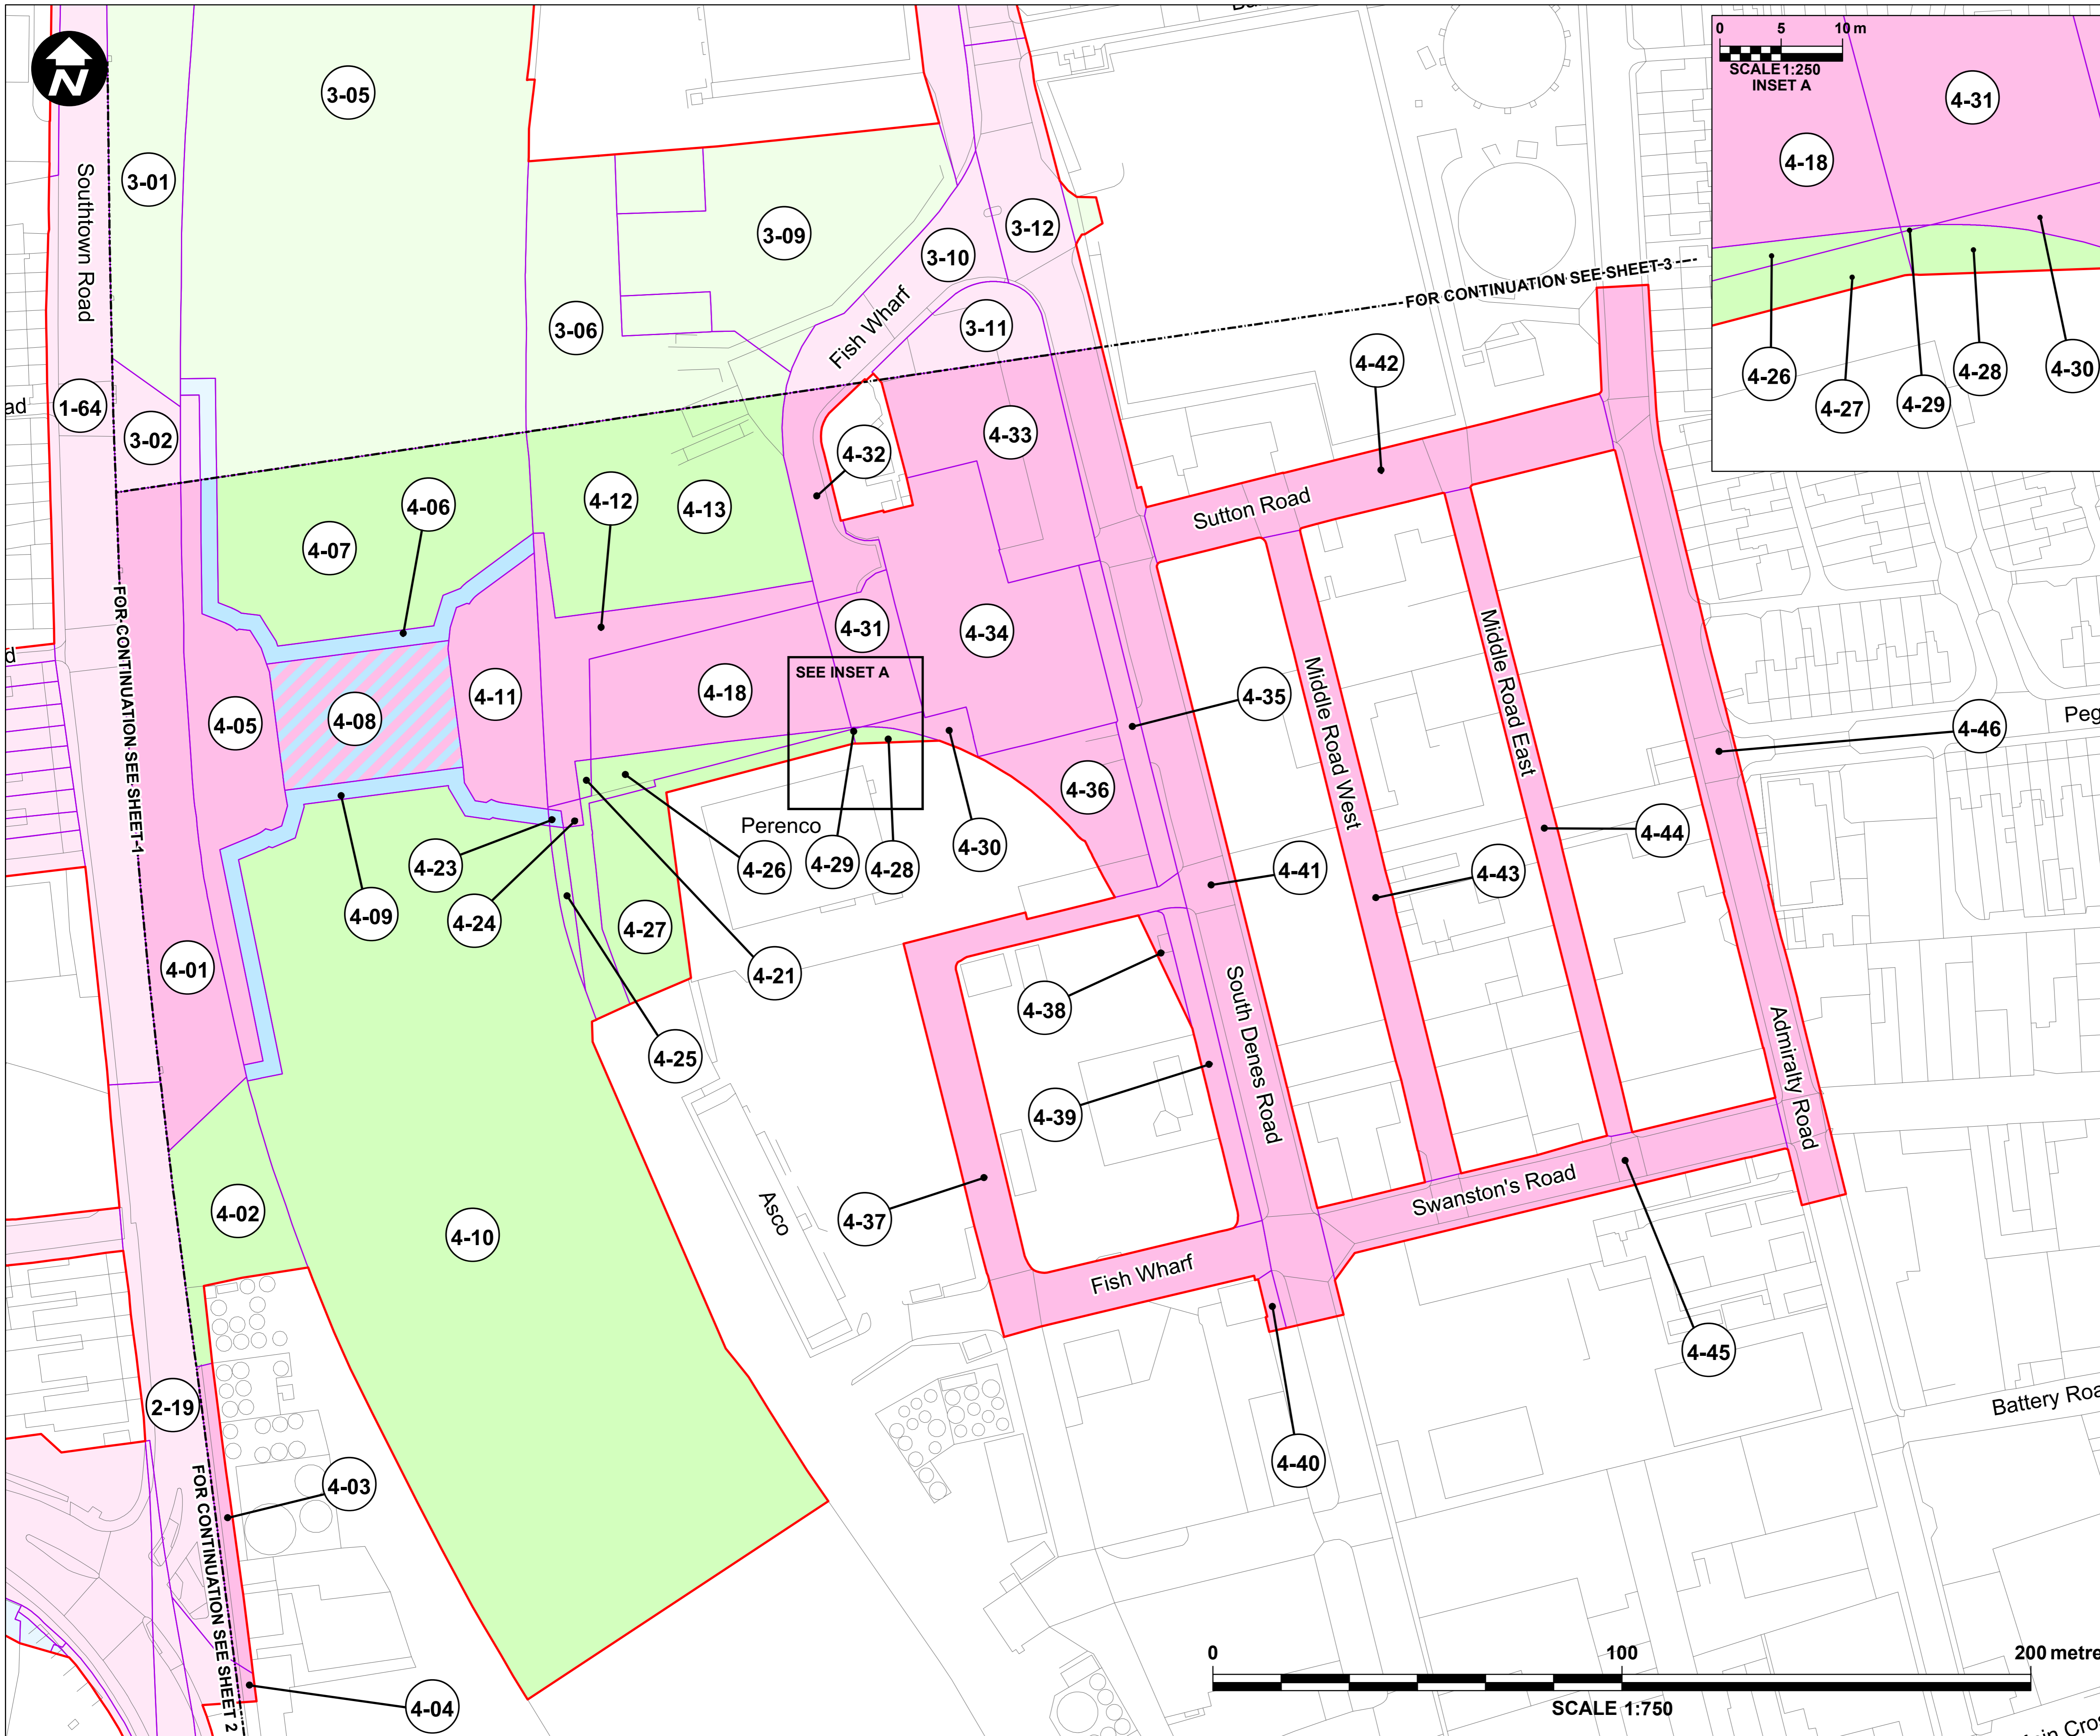 N
3-05
3-01
Southtown Road
3-09
3-10
3-12
3-06
Fish Wharf
3-11
FOR CONTINUATION SEE SHEET 3
1-64
3-02
4-42
4-32
4-33
4-06
4-12
4-13
4-07
Sutton Road
FOR CONTINUATION SEE SHEET 1
4-31
4-34
SEE INSET A
4-18
4-11
4-08
4-05
4-35
Middle Road West
Middle Road East
4-46
4-36
Perenco
4-23
4-26
4-29
4-28
4-30
4-41
4-43
4-44
4-09
4-24
4-27
4-21
4-01
4-38
4-25
South Denes Road
Admiralty Road
4-39
4-02
4-10
Asco
4-37
Fish Wharf
Swanston's Road
4-45
2-19
4-03
4-40
Battery Roa
FOR CONTINUATION SEE SHEET 2
4-04
0 5 10 m
SCALE 1:250
INSET A
4-31
4-18
4-26
4-27
4-29
4-28
4-30
ad
d
Peg
0 100 200 metre
SCALE 1:750